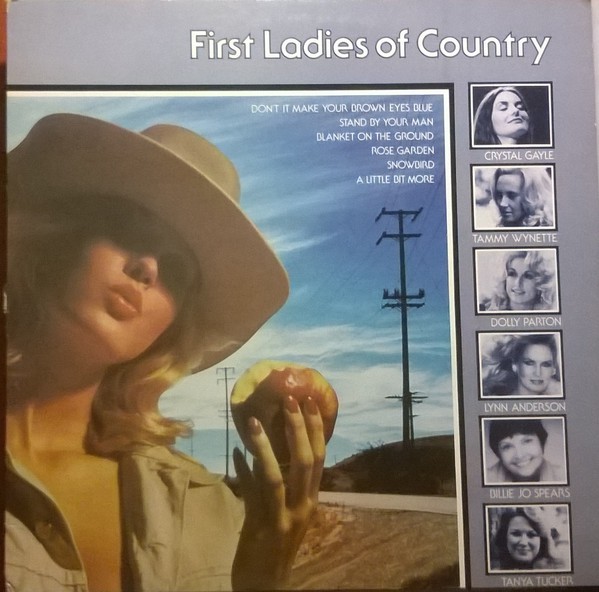 First Ladies of Country
DON'T IT MAKE YOUR BROWN EYES BLUE
STAND BY YOUR MAN
BLANKET ON THE GROUND
ROSE GARDEN
SNOWBIRD
A LITTLE BIT MORE
CRYSTAL GAYLE
TAMMY WYNETTE
DOLLY PARTON
LYNN ANDERSON
BILLIE JO SPEARS
TANYA TUCKER